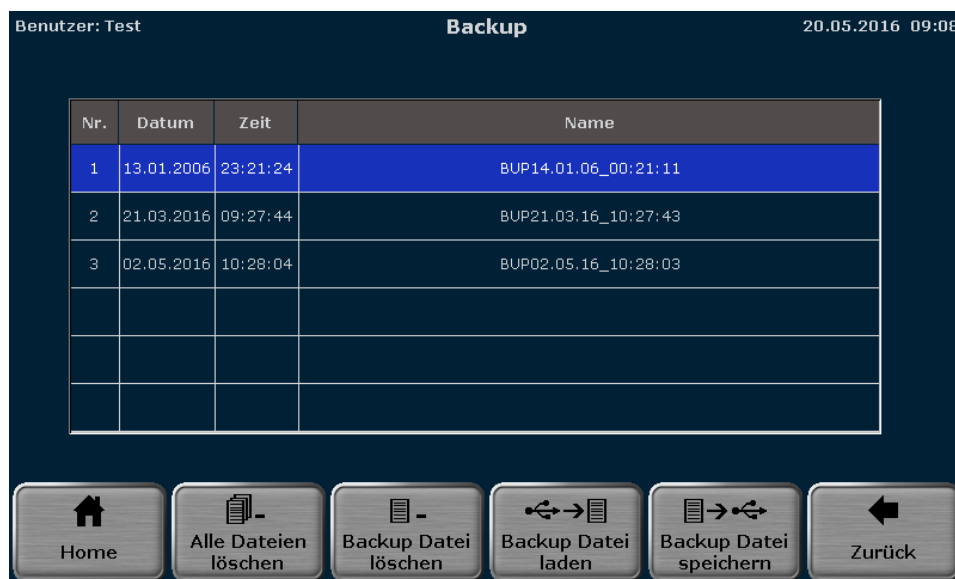 Benutzer: Test Backup 20.05.2016 09:08
Nr. Datum Zeit Name
1 13.01.2006 23:21:24 BUP14.01.06_00:21:11
2 21.03.2016 09:27:44 BUP21.03.16_10:27:43
3 02.05.2016 10:28:04 BUP02.05.16_10:28:03
Home
Alle Dateien
löschen
Backup Datei
löschen
Backup Datei
laden
Backup Datei
speichern
Zurück